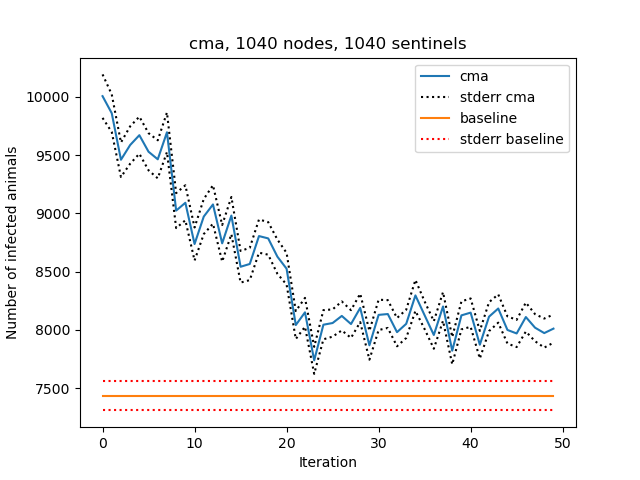 cma, 1040 nodes, 1040 sentinels
cma
stderr cma
baseline
stderr baseline
Number of infected animals
10000
9500
9000
8500
8000
7500
0 10 20 30 40 50
Iteration